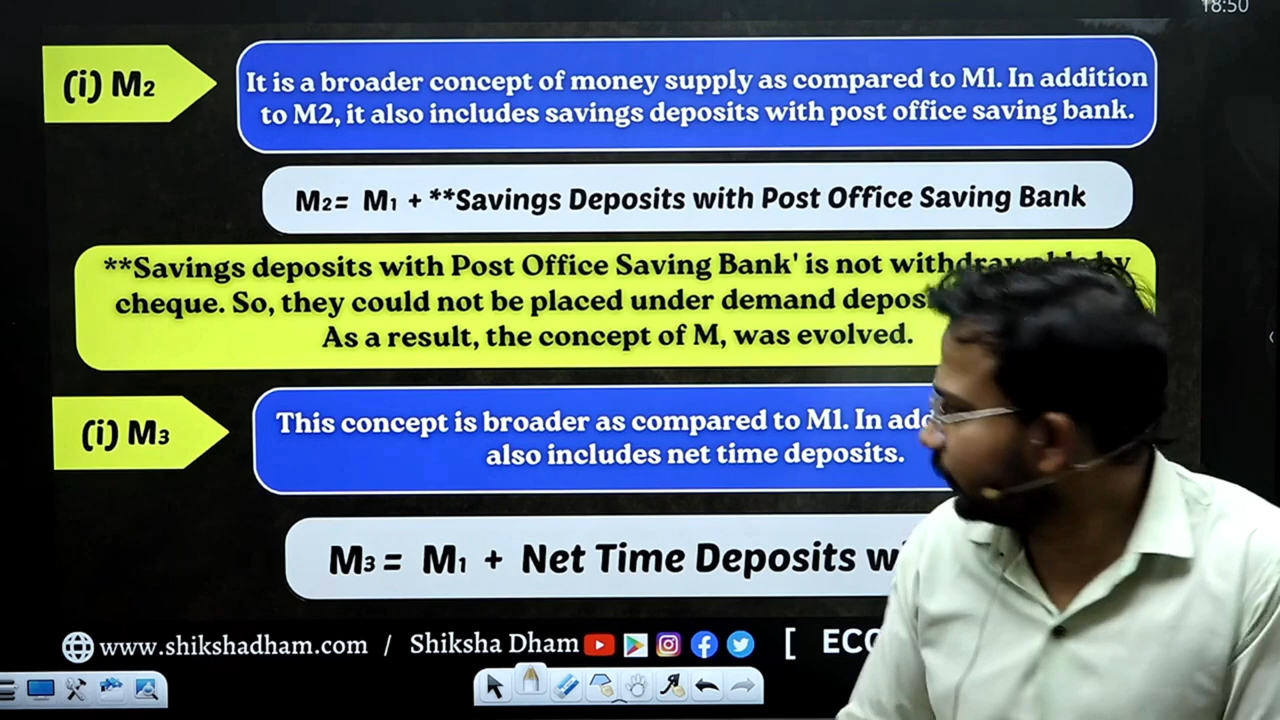 18:50
(i) M₂
It is a broader concept of money supply as compared to M1. In addition
to M2, it also includes savings deposits with post office saving bank.
M₂ = M₁ + **Savings Deposits with Post Office Saving Bank
**Savings deposits with Post Office Saving Bank' is not
cheque. So, they could not be placed under demand
As a result, the concept of M, was evolved.
(i) M₃
This concept is broader as compared to M1. In
also includes net time deposits.
M₃ = M₁ + Net Time Deposits
www.shikshadham.com / Shiksha Dham
[